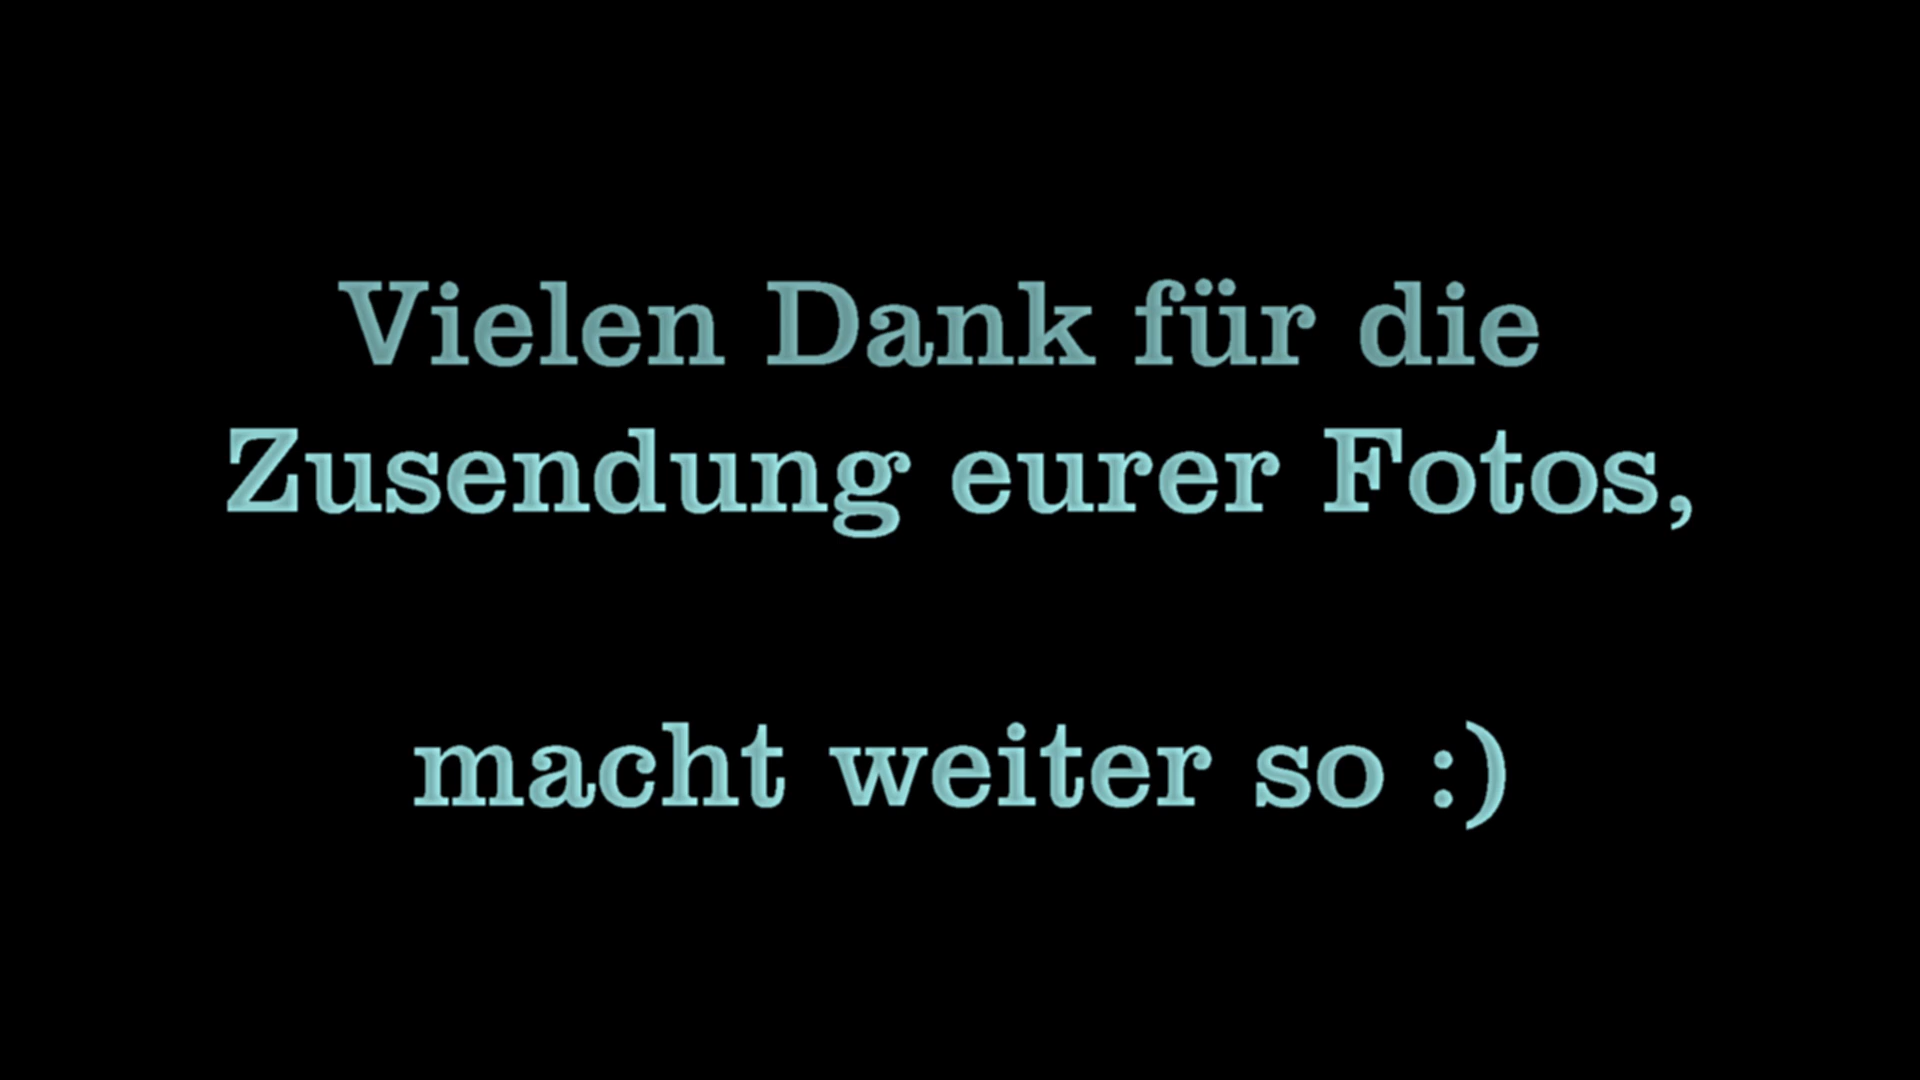 Vielen Dank für die
Zusendung eurer Fotos,
macht weiter so :)